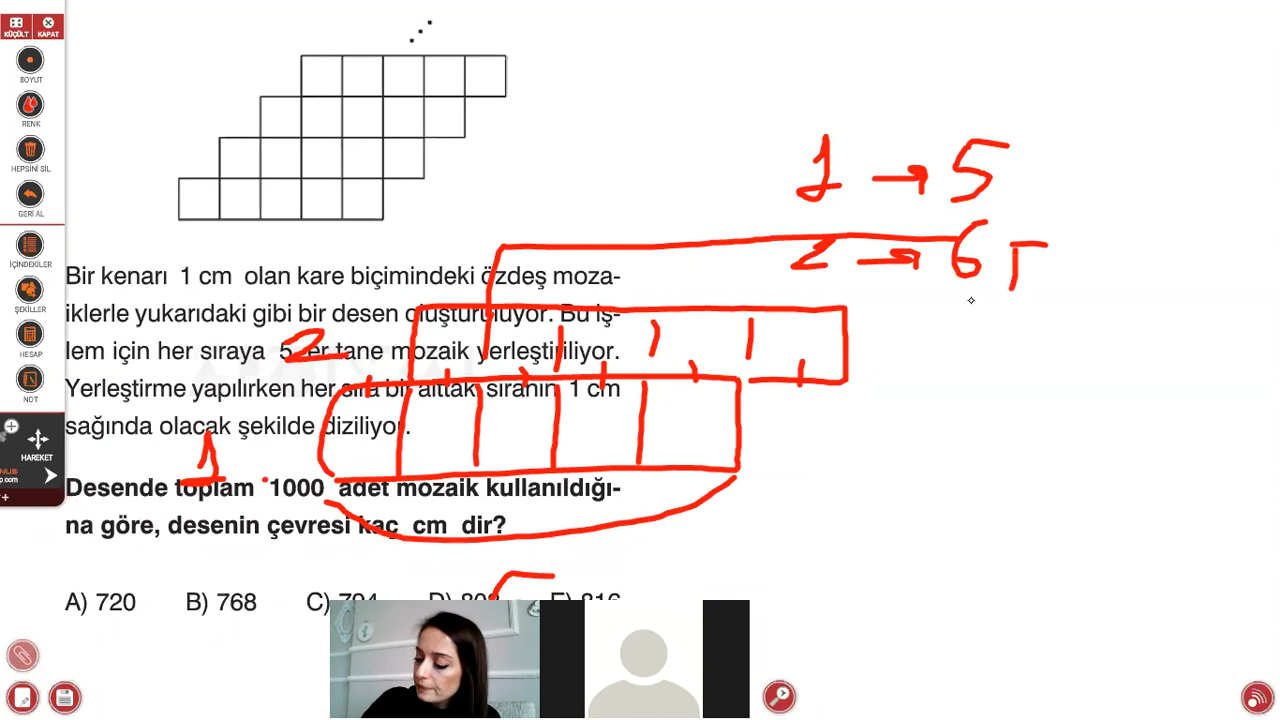 KÜÇÜLT KAPAT
BOYUT
RENK
HEPSİNİ SİL
GERİ AL
İÇİNDEKİLER
ŞEKİLLER
HESAP
NOT
HAREKET
1 → 5
2 → 6
Bir kenarı 1 cm olan kare biçimindeki özdeş moza-
iklerle yukarıdaki gibi bir desen oluşturuluyor. Bu iş-
lem için her sıraya 5 er tane mozaik yerleştiriliyor.
Yerleştirme yapılırken her sıra bir alttaki sıranın 1 cm
sağında olacak şekilde diziliyor.
2
1
Desende toplam 1000 adet mozaik kullanıldığı-
na göre, desenin çevresi kaç cm dir?
A) 720 B) 768 C) 794 D) 808 E) 816